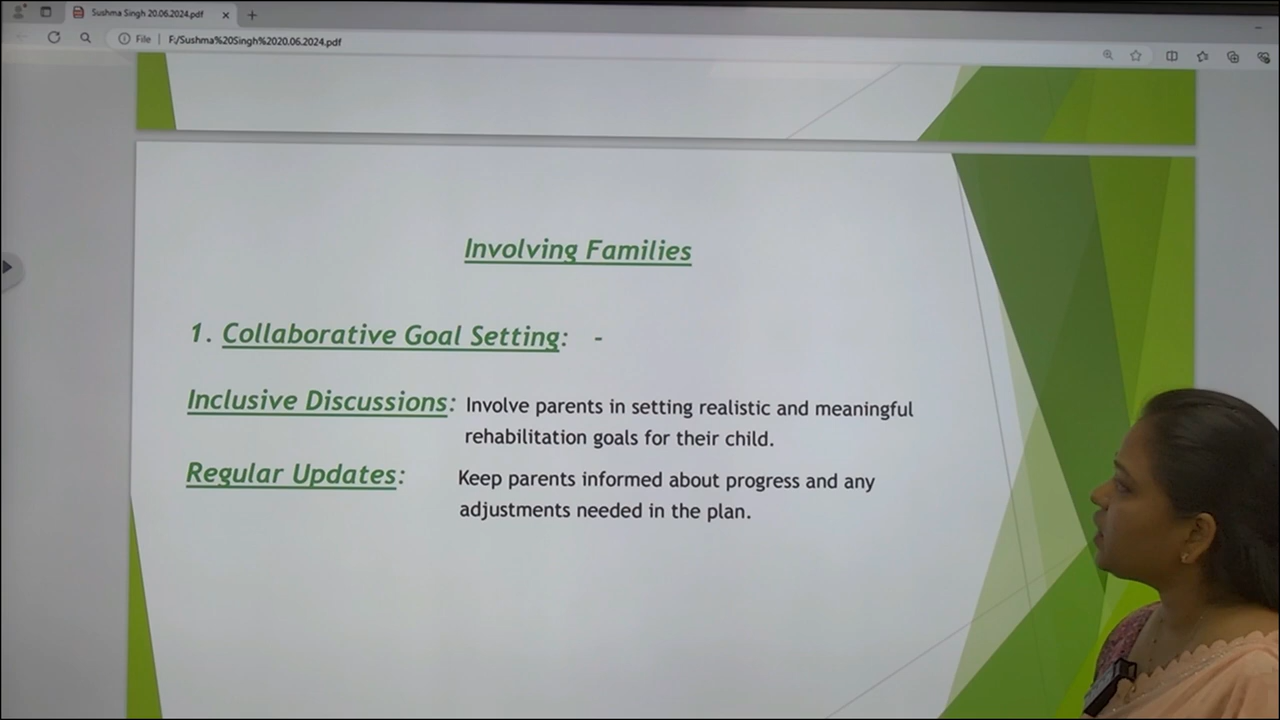 Sushma Singh 20.06.2024.pdf
File | F:/Sushma%20Singh%2020.06.2024.pdf
Involving Families
1. Collaborative Goal Setting: -
Inclusive Discussions: Involve parents in setting realistic and meaningful
rehabilitation goals for their child.
Regular Updates: Keep parents informed about progress and any
adjustments needed in the plan.